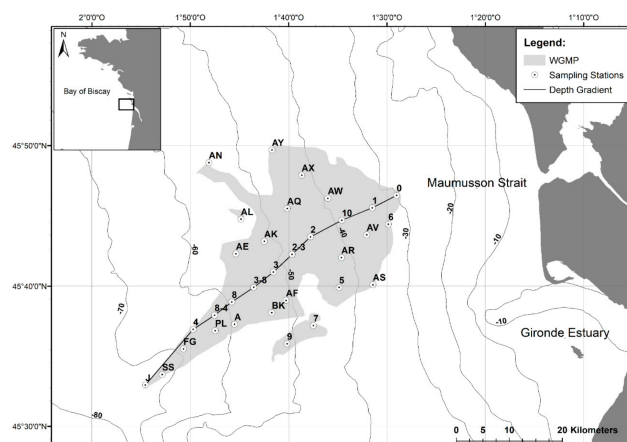 2°0'0"W
1°50'0"W
1°40'0"W
1°30'0"W
1°20'0"W
1°10'0"W
N
Bay of Biscay
Legend:
WGMP
Sampling Stations
Depth Gradient
45°50'0"N
AY
AN
AX
0
Maumusson Strait
AL
AQ
AW
1
10
-40
6
-20
-30
-10
AK
2
AV
-60
AE
2-3
AR
45°40'0"N
3
-50
3-8
5
AS
-70
8
AF
8-4
BK
4
A
7
-10
PL
Gironde Estuary
FG
9
SS
J
45°30'0"N
-80
0 5 10 20 Kilometers